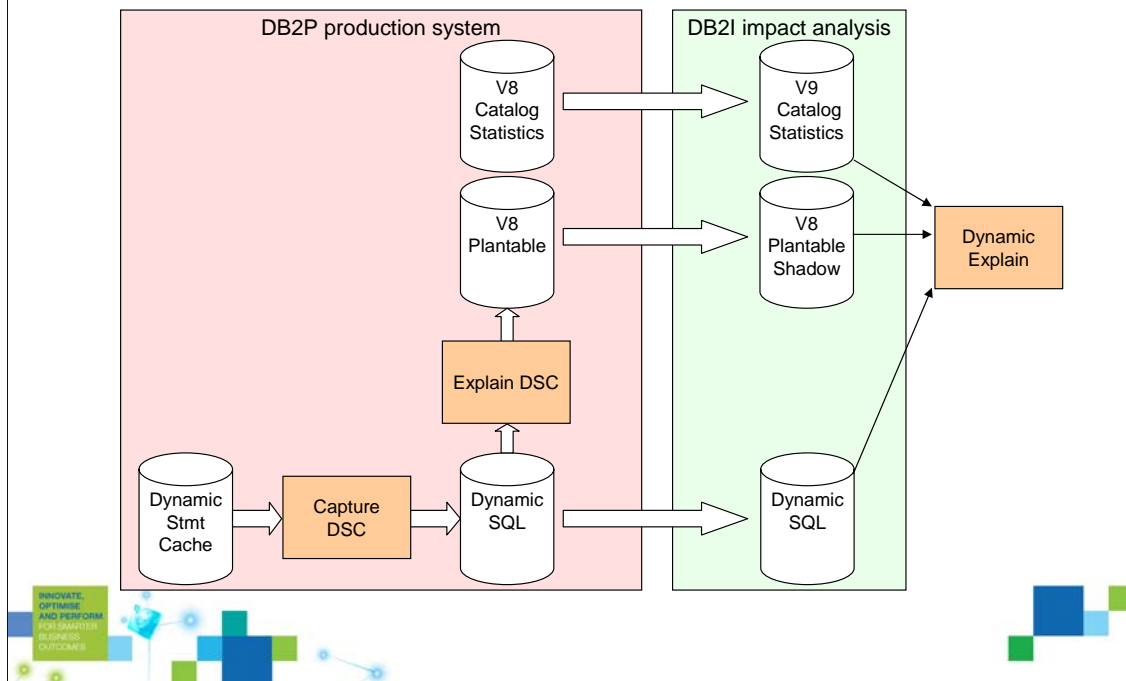 DB2P production system
DB2I impact analysis
V8
Catalog
Statistics
V9
Catalog
Statistics
V8
Plantable
V8
Plantable
Shadow
Dynamic
Explain
Explain DSC
Dynamic
Stmt
Cache
Capture
DSC
Dynamic
SQL
Dynamic
SQL
INNOVATE,
OPTIMISE
AND PERFORM
FOR SMARTER
BUSINESS
OUTCOMES